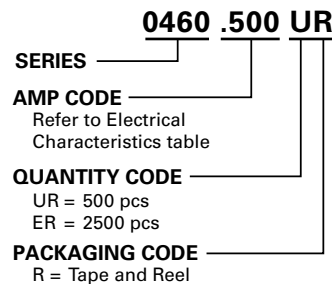 0460 .500 UR
SERIES
AMP CODE
Refer to Electrical
Characteristics table
QUANTITY CODE
UR = 500 pcs
ER = 2500 pcs
PACKAGING CODE
R = Tape and Reel